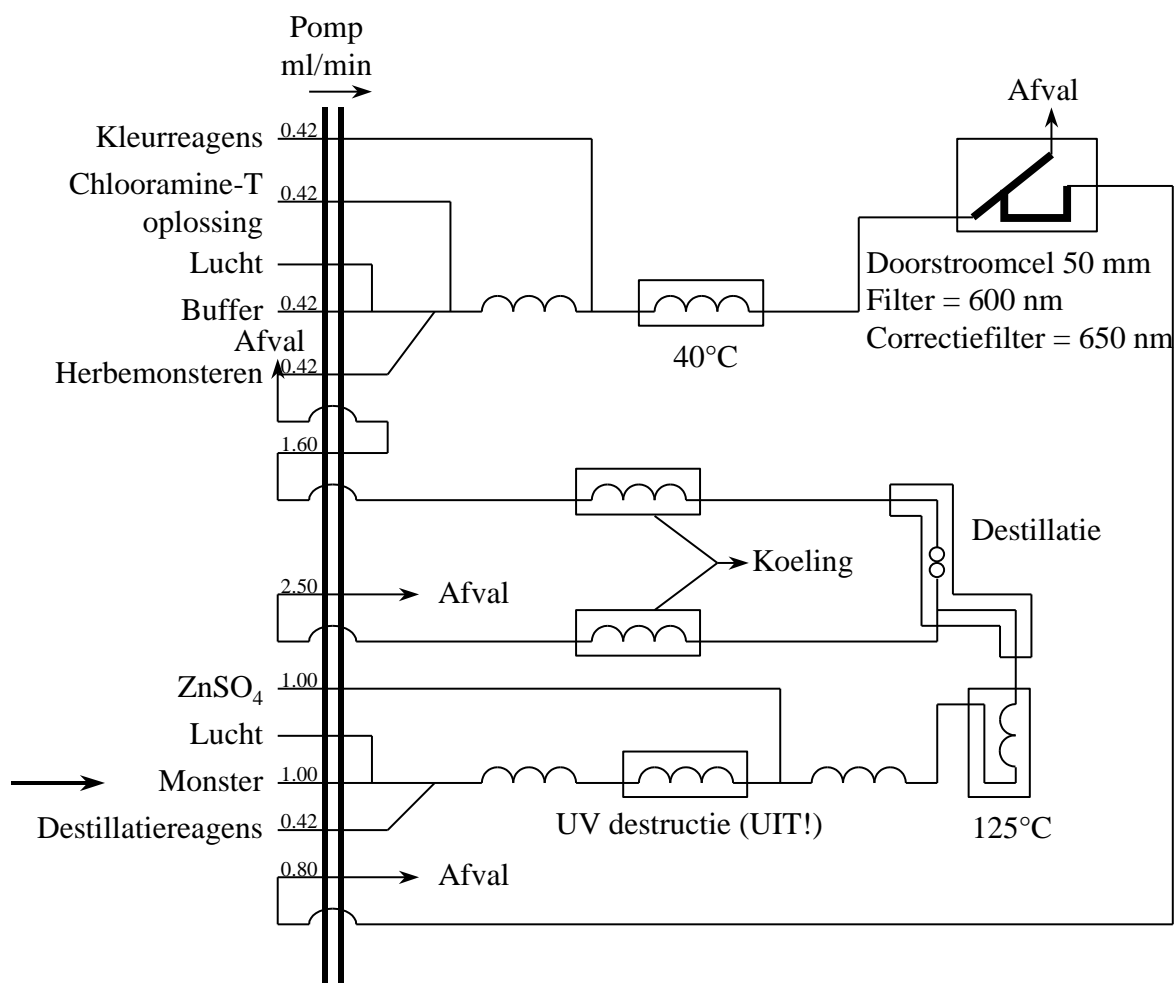 Pomp
ml/min
Afval
Kleurreagens 0.42
Chlooramine-T
0.42
oplossing
Lucht
Doorstroomcel 50 mm
Buffer 0.42
Filter = 600 nm
Afval
Correctiefilter = 650 nm
40°C
Herbemonsteren 0.42
1.60
Destillatie
Koeling
2.50 Afval
ZnSO₄ 1.00
Lucht
Monster 1.00
Destillatiereagens 0.42
UV destructie (UIT!)
125°C
0.80 Afval